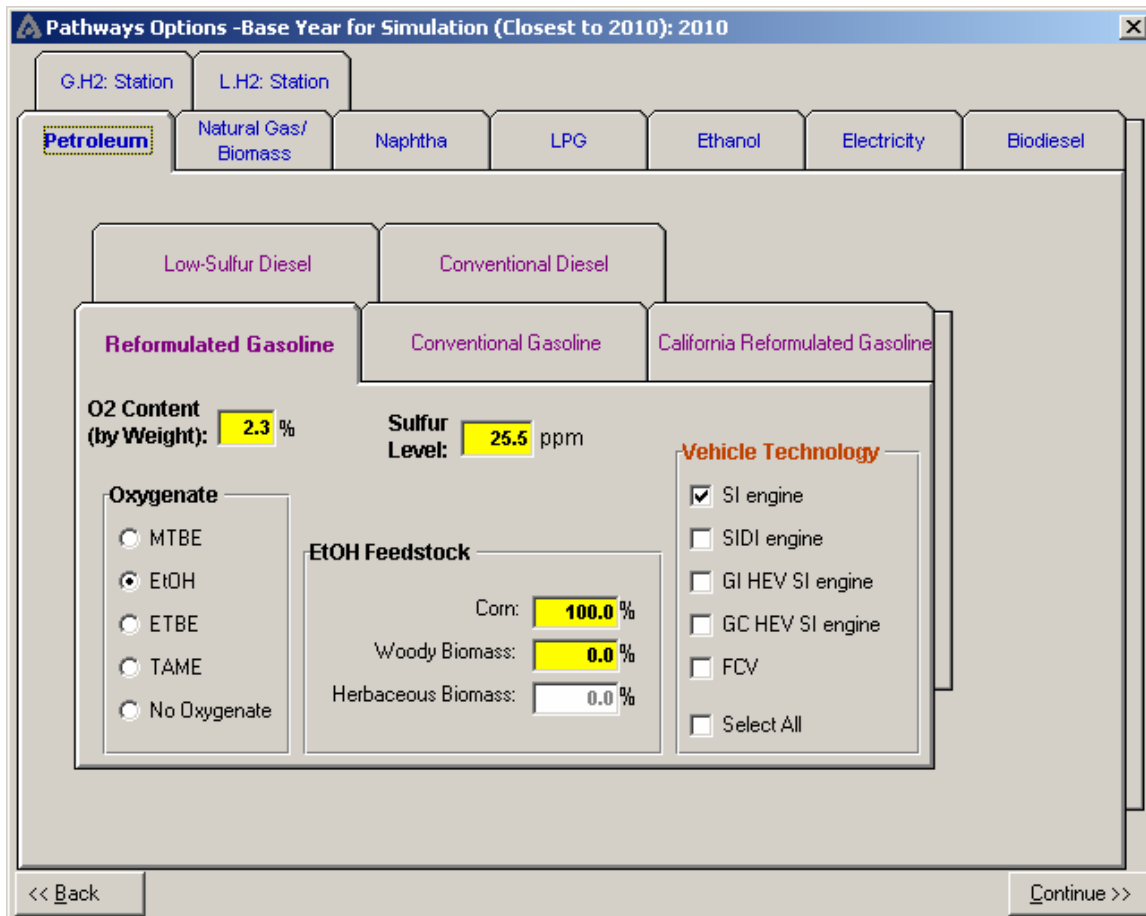 Pathways Options -Base Year for Simulation (Closest to 2010): 2010
G.H2: Station
L.H2: Station
Petroleum
Natural Gas/
Biomass
Naphtha
LPG
Ethanol
Electricity
Biodiesel
Low-Sulfur Diesel
Conventional Diesel
Reformulated Gasoline
Conventional Gasoline
California Reformulated Gasoline
O2 Content
(by Weight): 2.3 %
Sulfur
Level: 25.5 ppm
Oxygenate
MTBE
EtOH
ETBE
TAME
No Oxygenate
EtOH Feedstock
Corn: 100.0 %
Woody Biomass: 0.0 %
Herbaceous Biomass: 0.0 %
Vehicle Technology
SI engine
SIDI engine
GI HEV SI engine
GC HEV SI engine
FCV
Select All
<< Back
Continue >>